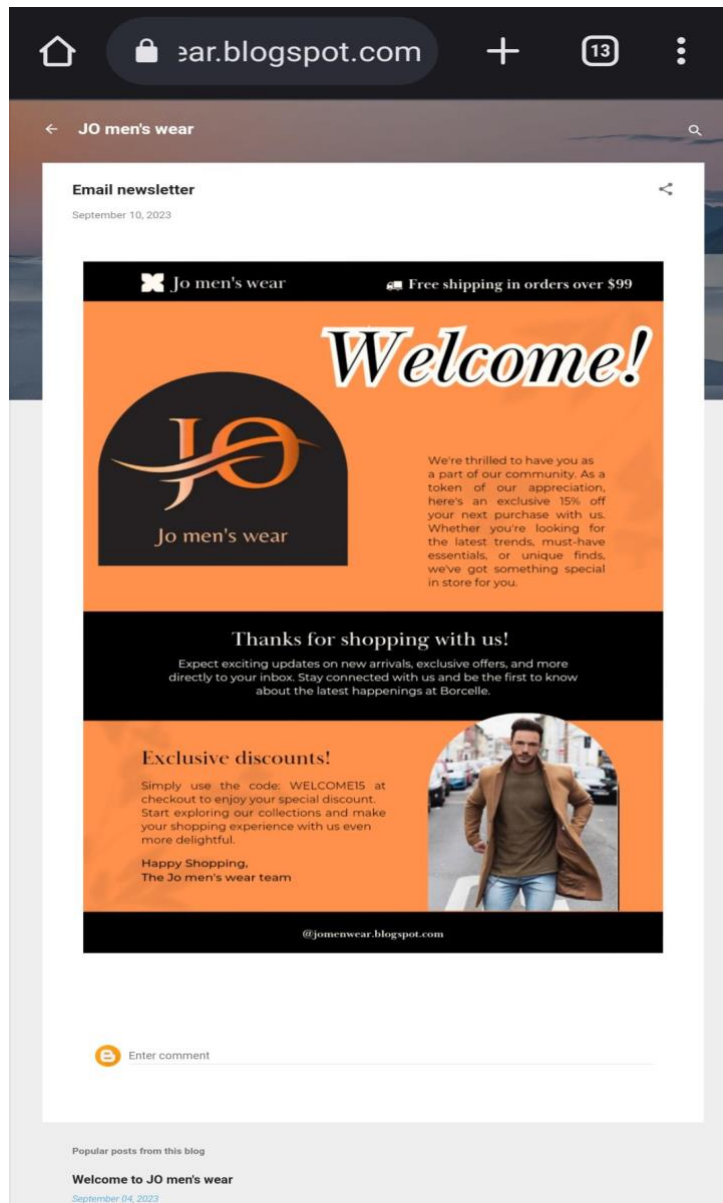 ear.blogspot.com
13
JO men's wear
Email newsletter
September 10, 2023
Jo men's wear
Free shipping in orders over $99
Welcome!
JO
Jo men's wear
We're thrilled to have you as
a part of our community. As a
token of our appreciation,
here's an exclusive 15% off
your next purchase with us.
Whether you're looking for
the latest trends, must-have
essentials, or unique finds,
we've got something special
in store for you.
Thanks for shopping with us!
Expect exciting updates on new arrivals, exclusive offers, and more
directly to your inbox. Stay connected with us and be the first to know
about the latest happenings at Borcelle.
Exclusive discounts!
Simply use the code: WELCOME15 at
checkout to enjoy your special discount.
Start exploring our collections and make
your shopping experience with us even
more delightful.
Happy Shopping,
The Jo men's wear team
@jomenwear.blogspot.com
Enter comment
Popular posts from this blog
Welcome to JO men's wear
September 04, 2023